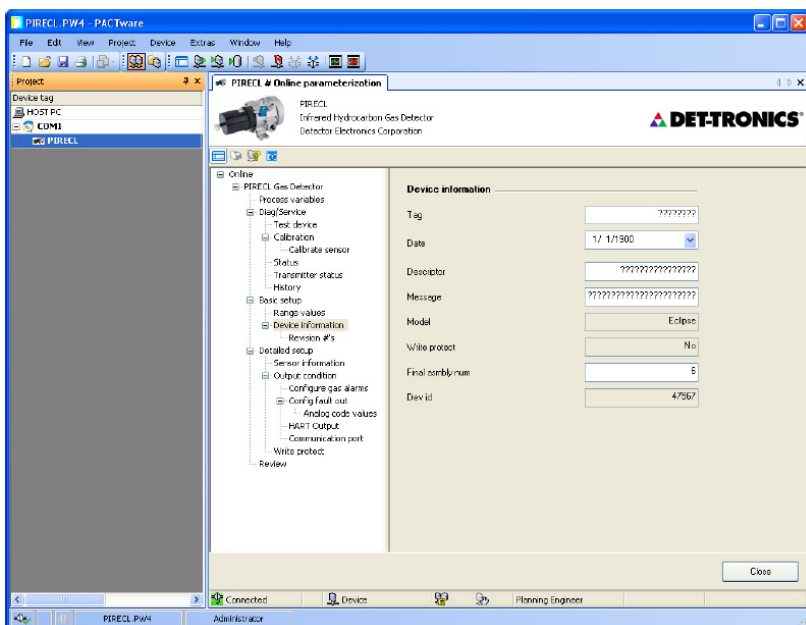 PIRECL.PW4 - PACTware
File Edit View Project Device Extras Window Help
Project
Device tag
HOST PC
COM1
PIRECL
PIRECL # Online parameterization
PIRECL
Infrared Hydrocarbon Gas Detector
Detector Electronics Corporation
DET-TRONICS®
Online
PIRECL Gas Detector
Process variables
Diag/Service
Test device
Calibration
Calibrate sensor
Status
Transmitter status
History
Basic setup
Range values
Device information
Revision #'s
Detailed setup
Sensor information
Output condition
Configure gas alarms
Config fault out
Analog code values
HART Output
Communication port
Write protect
Review
Device information
Tag ????????
Date 1/ 1/1900
Descriptor ????????????????
Message ????????????????????????
Model Eclipse
Write protect No
Final asmbly num 6
Dev id 47567
Close
Connected Device Planning Engineer
PIRECL.PW4 Administrator